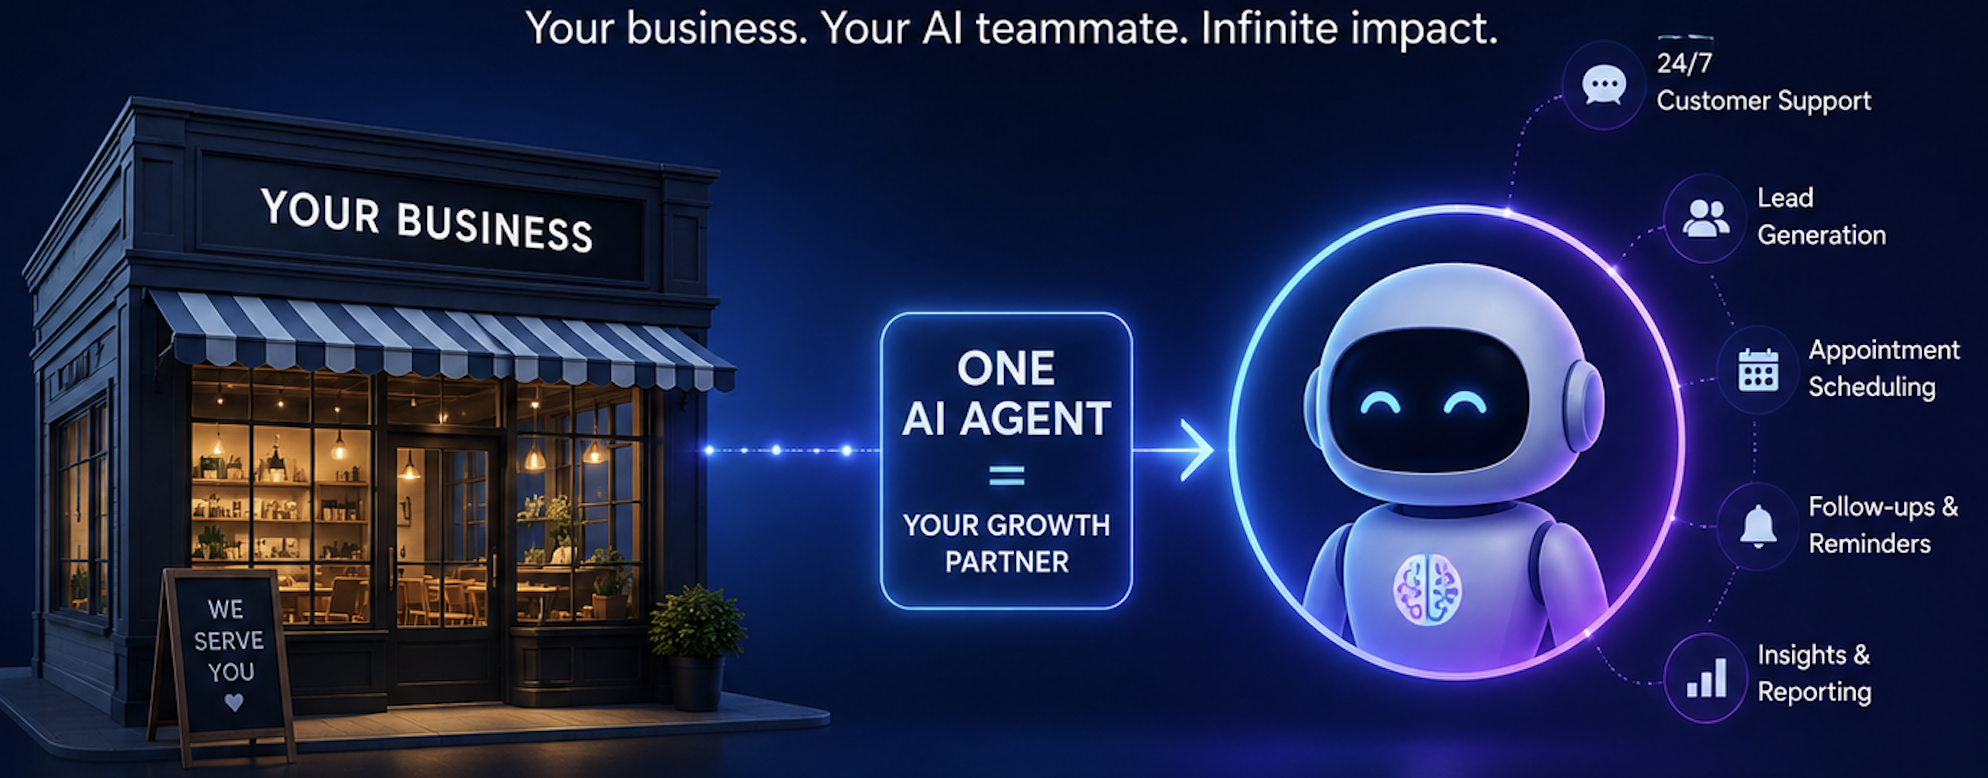 Your business. Your AI teammate. Infinite impact.
YOUR BUSINESS
WE
SERVE
YOU
ONE
AI AGENT
=
YOUR GROWTH
PARTNER
24/7
Customer Support
Lead
Generation
Appointment
Scheduling
Follow-ups &
Reminders
Insights &
Reporting